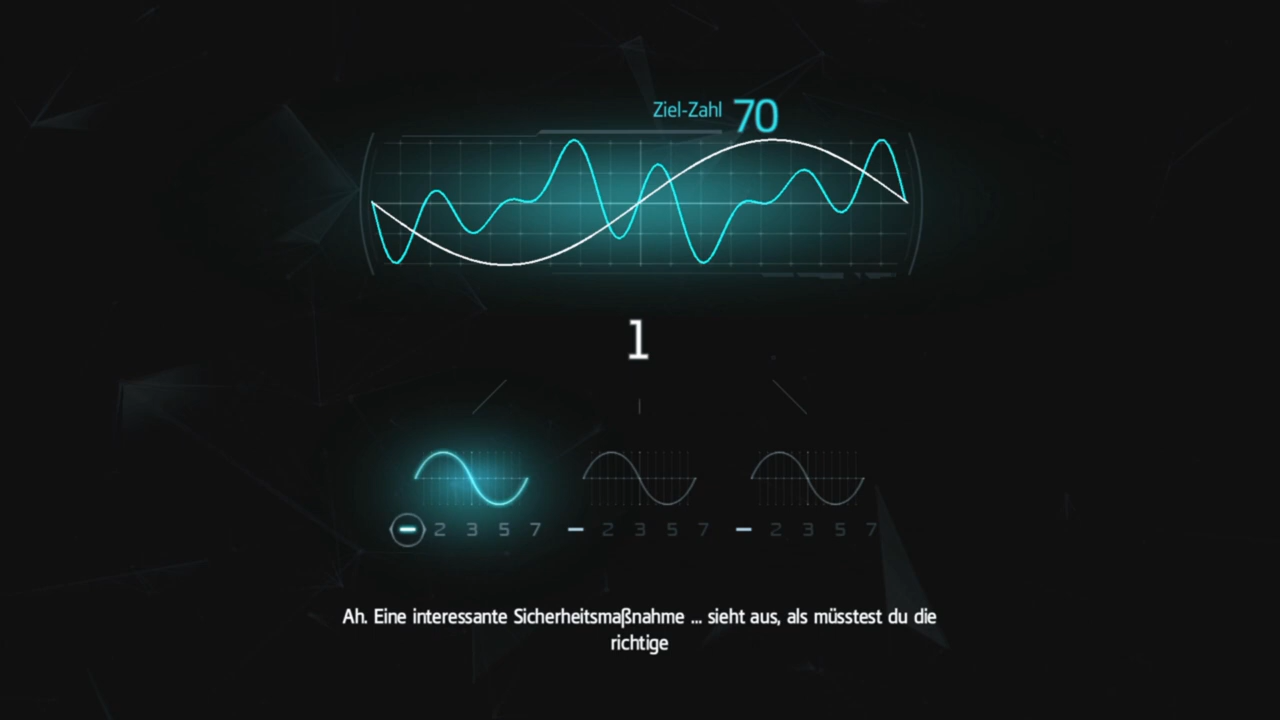 Ziel-Zahl 70
1
- 2 3 5 7 - 2 3 5 7 - 2 3 5 7
Ah. Eine interessante Sicherheitsmaßnahme ... sieht aus, als müsstest du die
richtige